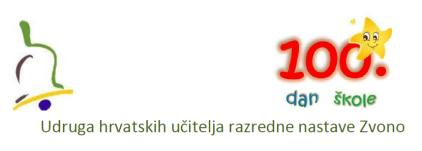 100.
dan škole
Udruga hrvatskih učitelja razredne nastave Zvono